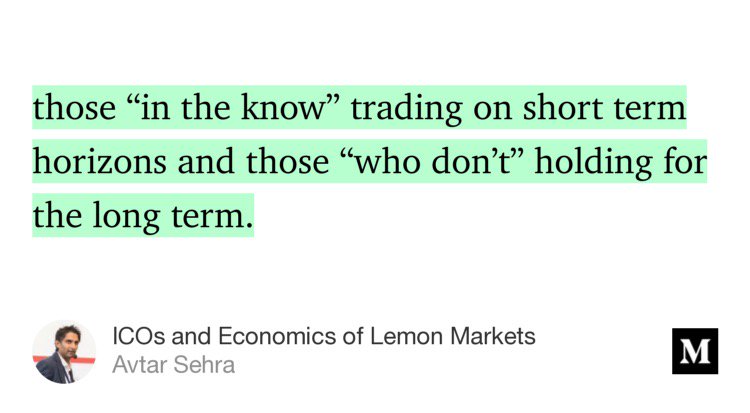 those “in the know” trading on short term
horizons and those “who don’t” holding for
the long term.
ICOs and Economics of Lemon Markets
Avtar Sehra
M